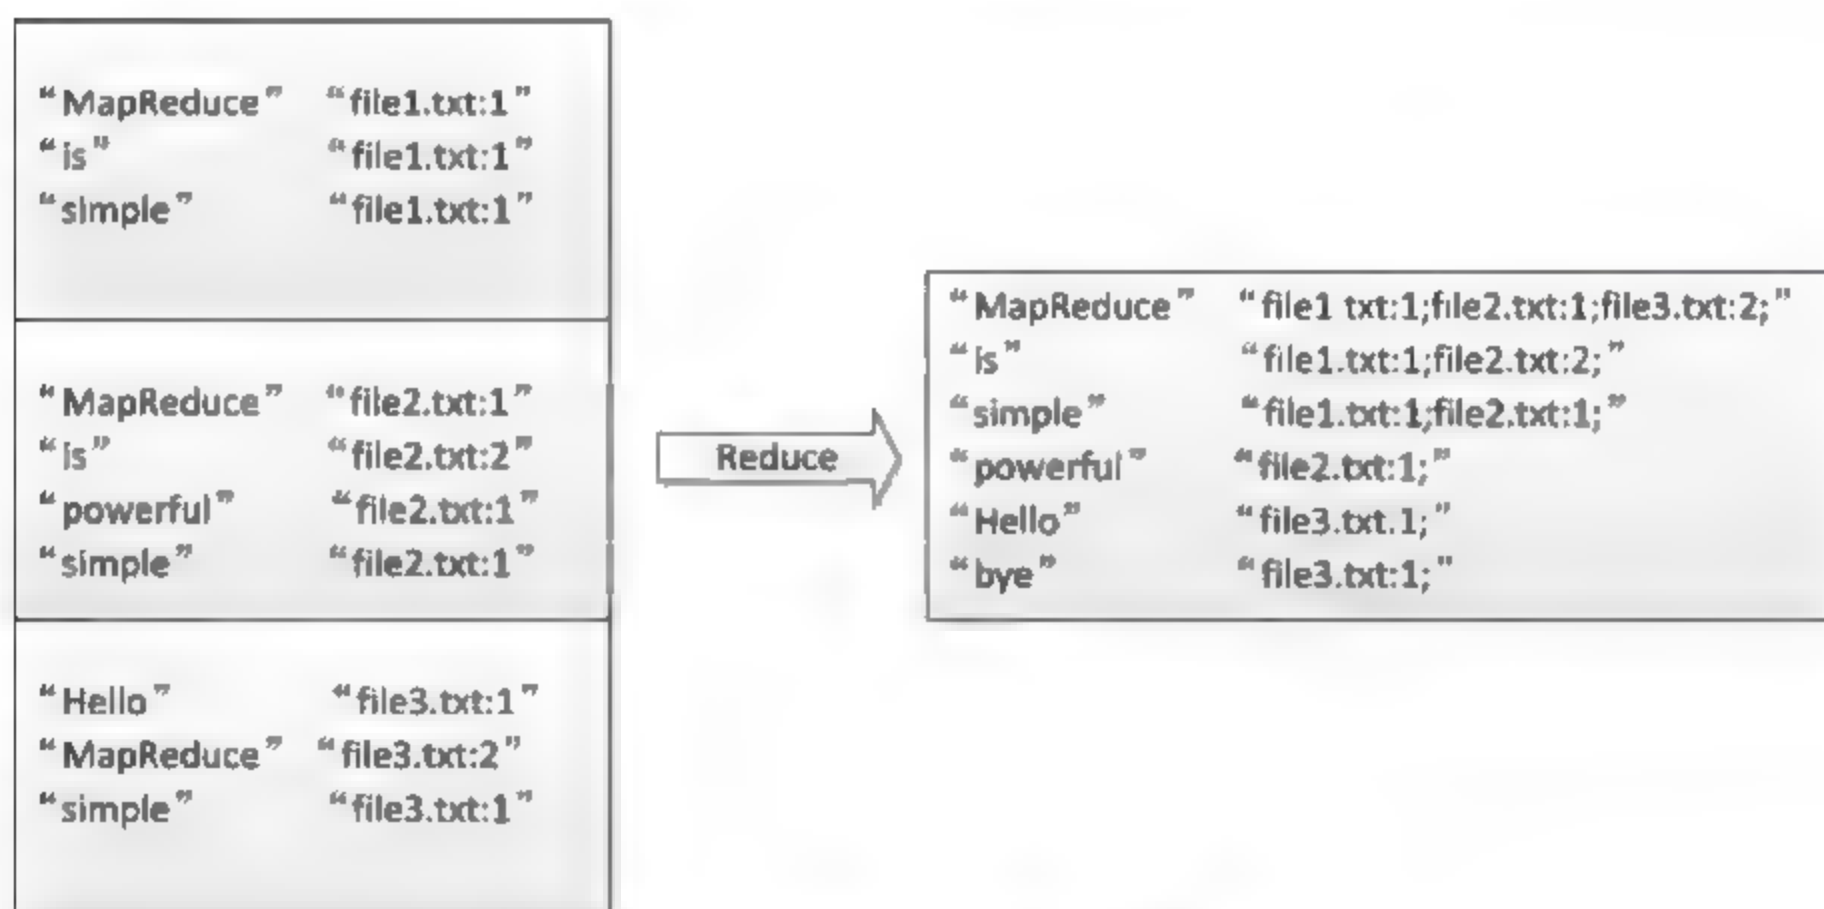 “MapReduce” “file1.txt:1”
“is” “file1.txt:1”
“simple” “file1.txt:1”
“MapReduce” “file2.txt:1”
“is” “file2.txt:2”
“powerful” “file2.txt:1”
“simple” “file2.txt:1”
“Hello” “file3.txt:1”
“MapReduce” “file3.txt:2”
“simple” “file3.txt:1”
Reduce
“MapReduce” “file1 txt:1;file2.txt:1;file3.txt:2;”
“is” “file1.txt:1;file2.txt:2;”
“simple” “file1.txt:1;file2.txt:1;”
“powerful” “file2.txt:1;”
“Hello” “file3.txt.1;”
“bye” “file3.txt:1;”